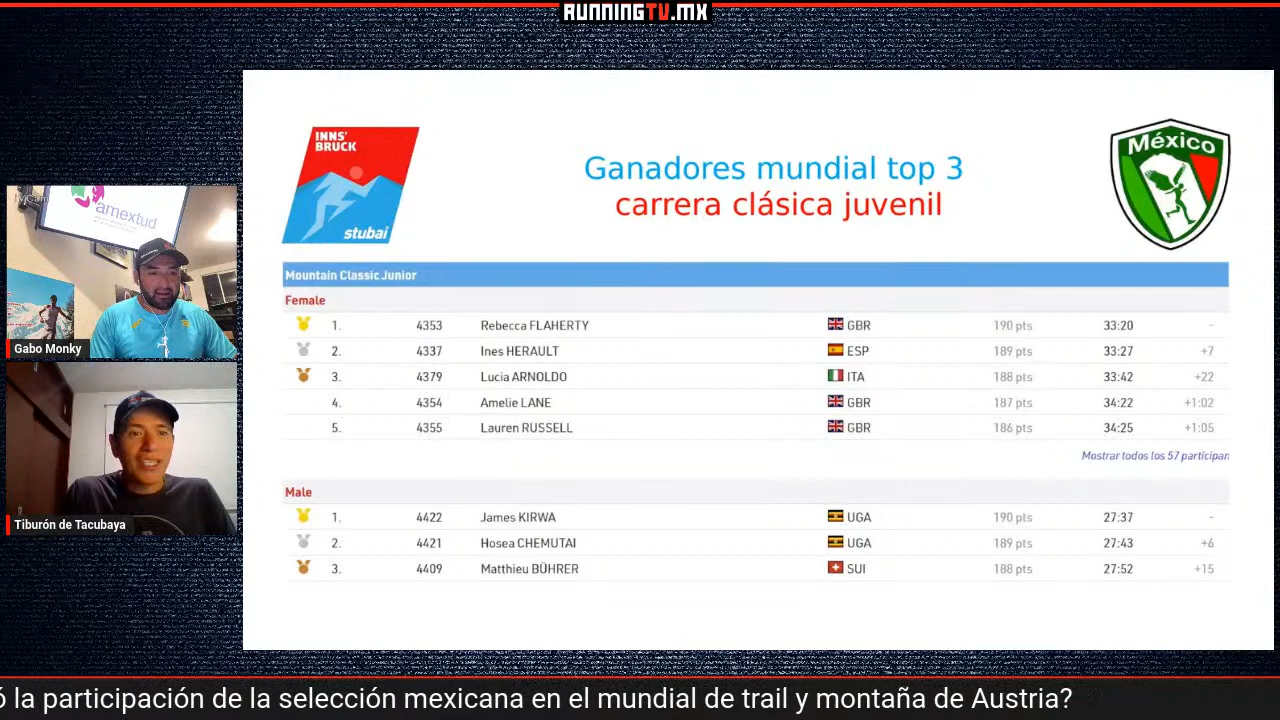 RUNNINGTV.MX
INNS'
BRUCK
stubai
Ganadores mundial top 3
carrera clásica juvenil
México
amextud
Gabo Monky
Tiburón de Tacubaya
Mountain Classic Junior
Female
1. 4353 Rebecca FLAHERTY GBR 190 pts 33:20 -
2. 4337 Ines HERAULT ESP 189 pts 33:27 +7
3. 4379 Lucia ARNOLDO ITA 188 pts 33:42 +22
4. 4354 Amelie LANE GBR 187 pts 34:22 +1:02
5. 4355 Lauren RUSSELL GBR 186 pts 34:25 +1:05
Mostrar todos los 57 participan
Male
1. 4422 James KIRWA UGA 190 pts 27:37 -
2. 4421 Hosea CHEMUTAI UGA 189 pts 27:43 +6
3. 4409 Matthieu BÜHRER SUI 188 pts 27:52 +15
ó la participación de la selección mexicana en el mundial de trail y montaña de Austria?